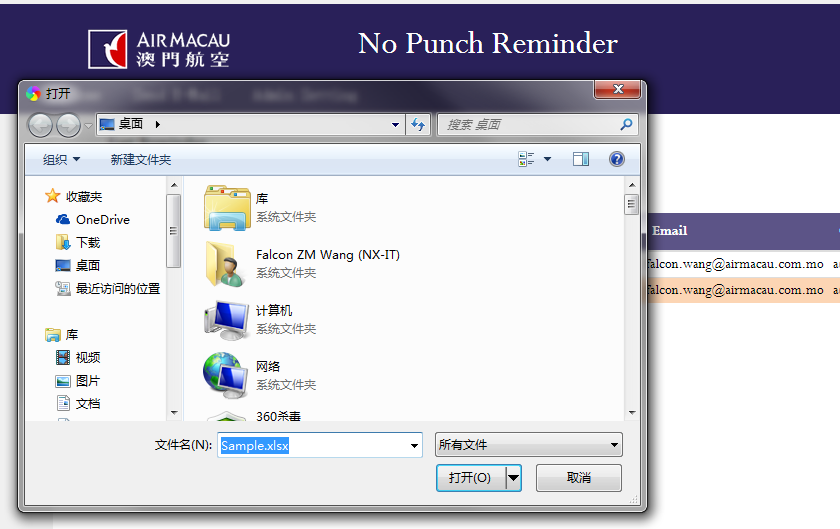 AIR MACAU
澳門航空
No Punch Reminder
打开
桌面
搜索 桌面
组织
新建文件夹
收藏夹
OneDrive
下载
桌面
最近访问的位置
库
视频
图片
文档
库
系统文件夹
Falcon ZM Wang (NX-IT)
系统文件夹
计算机
系统文件夹
网络
系统文件夹
360杀毒
Email
falcon.wang@airmacau.com.mo
falcon.wang@airmacau.com.mo
文件名(N):
Sample.xlsx
所有文件
打开(O)
取消